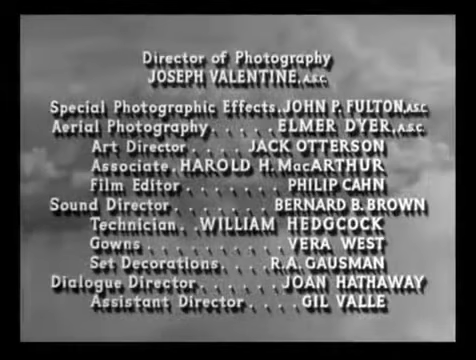 Director of Photography
JOSEPH VALENTINE, A.S.C.
Special Photographic Effects. JOHN P. FULTON, A.S.C.
Aerial Photography . . . . . ELMER DYER, A.S.C.
Art Director . . . . JACK OTTERSON
Associate. HAROLD H. MacARTHUR
Film Editor . . . . . . . PHILIP CAHN
Sound Director . . . . . . . BERNARD B. BROWN
Technician. . WILLIAM HEDGCOCK
Gowns . . . . . . . . . VERA WEST
Set Decorations . . . . R.A. GAUSMAN
Dialogue Director . . . . . . JOAN HATHAWAY
Assistant Director . . . . GIL VALLE